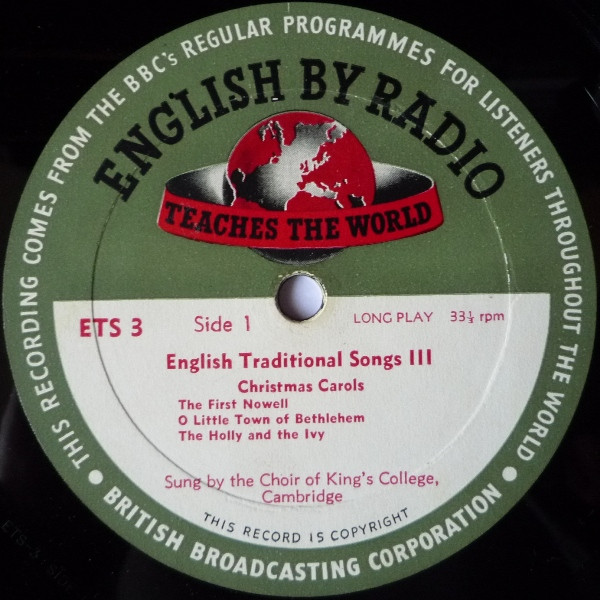 THIS RECORDING COMES FROM THE BBC's REGULAR PROGRAMMES FOR LISTENERS THROUGHOUT THE WORLD
ENGLISH BY RADIO
TEACHES THE WORLD
ETS 3 Side 1 LONG PLAY 33⅓ rpm
English Traditional Songs III
Christmas Carols
The First Nowell
O Little Town of Bethlehem
The Holly and the Ivy
Sung by the Choir of King's College,
Cambridge
THIS RECORD IS COPYRIGHT
• BRITISH BROADCASTING CORPORATION •